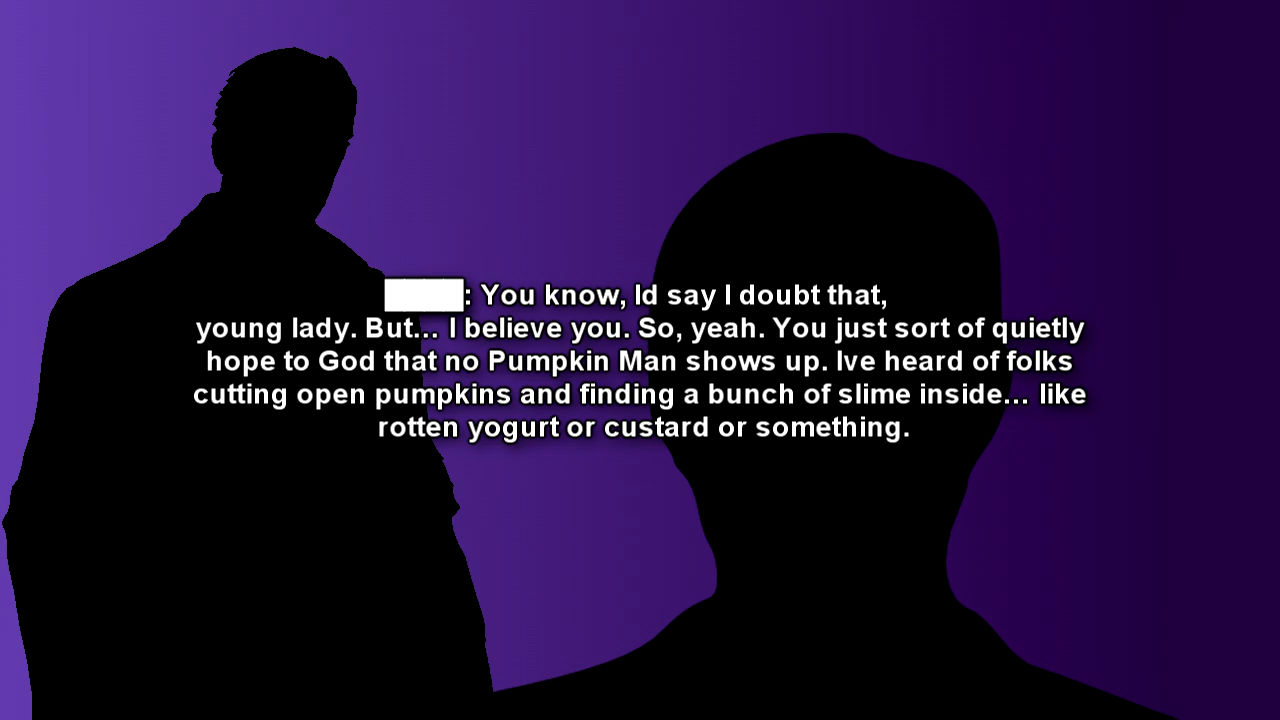 : You know, Id say I doubt that,
young lady. But... I believe you. So, yeah. You just sort of quietly
hope to God that no Pumpkin Man shows up. Ive heard of folks
cutting open pumpkins and finding a bunch of slime inside... like
rotten yogurt or custard or something.